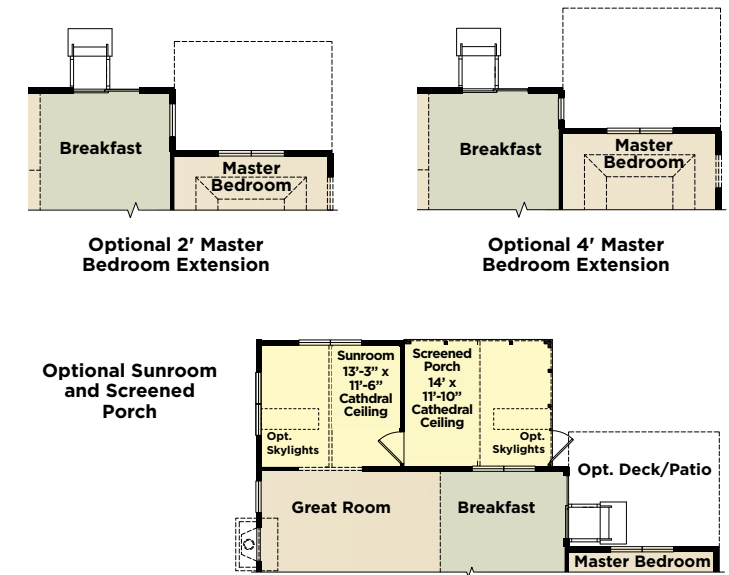 Breakfast
Master
Bedroom
Optional 2' Master
Bedroom Extension
Breakfast
Master
Bedroom
Optional 4' Master
Bedroom Extension
Optional Sunroom
and Screened
Porch
Sunroom
13'-3" x
11'-6"
Cathdral
Ceiling
Opt.
Skylights
Screened
Porch
14' x
11'-10"
Cathedral
Ceiling
Opt.
Skylights
Opt. Deck/Patio
Great Room
Breakfast
Master Bedroom